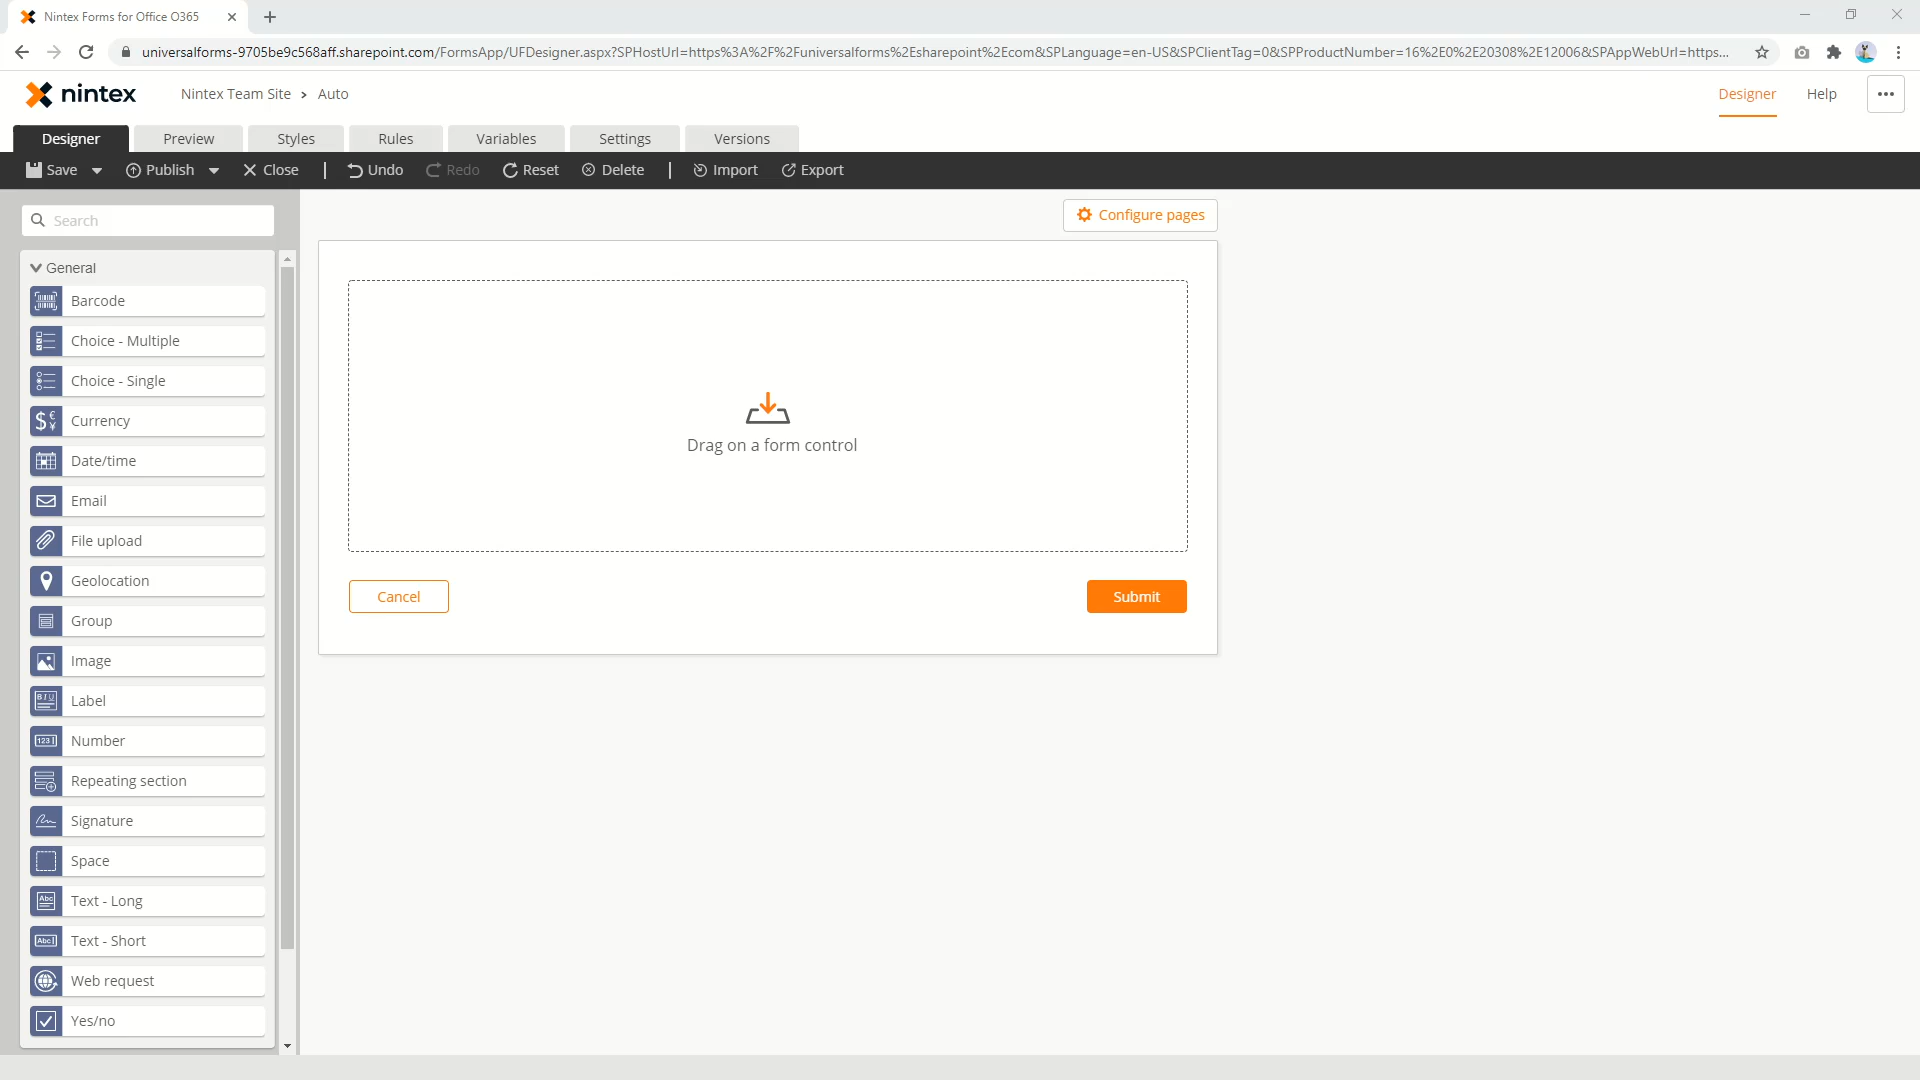 Nintex Forms for Office O365
universalforms-9705be9c568aff.sharepoint.com/FormsApp/UFDesigner.aspx?SPHostUrl=https%3A%2F%2Funiversalforms%2Esharepoint%2Ecom&SPLanguage=en-US&SPClientTag=0&SPProductNumber=16%2E0%2E20308%2E12006&SPAppWebUrl=https...
nintex Nintex Team Site > Auto Designer Help
Designer Preview Styles Rules Variables Settings Versions
Save Publish Close | Undo Redo Reset Delete | Import Export
Search
Configure pages
General
Barcode
Choice - Multiple
Choice - Single
Currency
Date/time
Email
File upload
Geolocation
Group
Image
Label
Number
Repeating section
Signature
Space
Text - Long
Text - Short
Web request
Yes/no
Drag on a form control
Cancel Submit